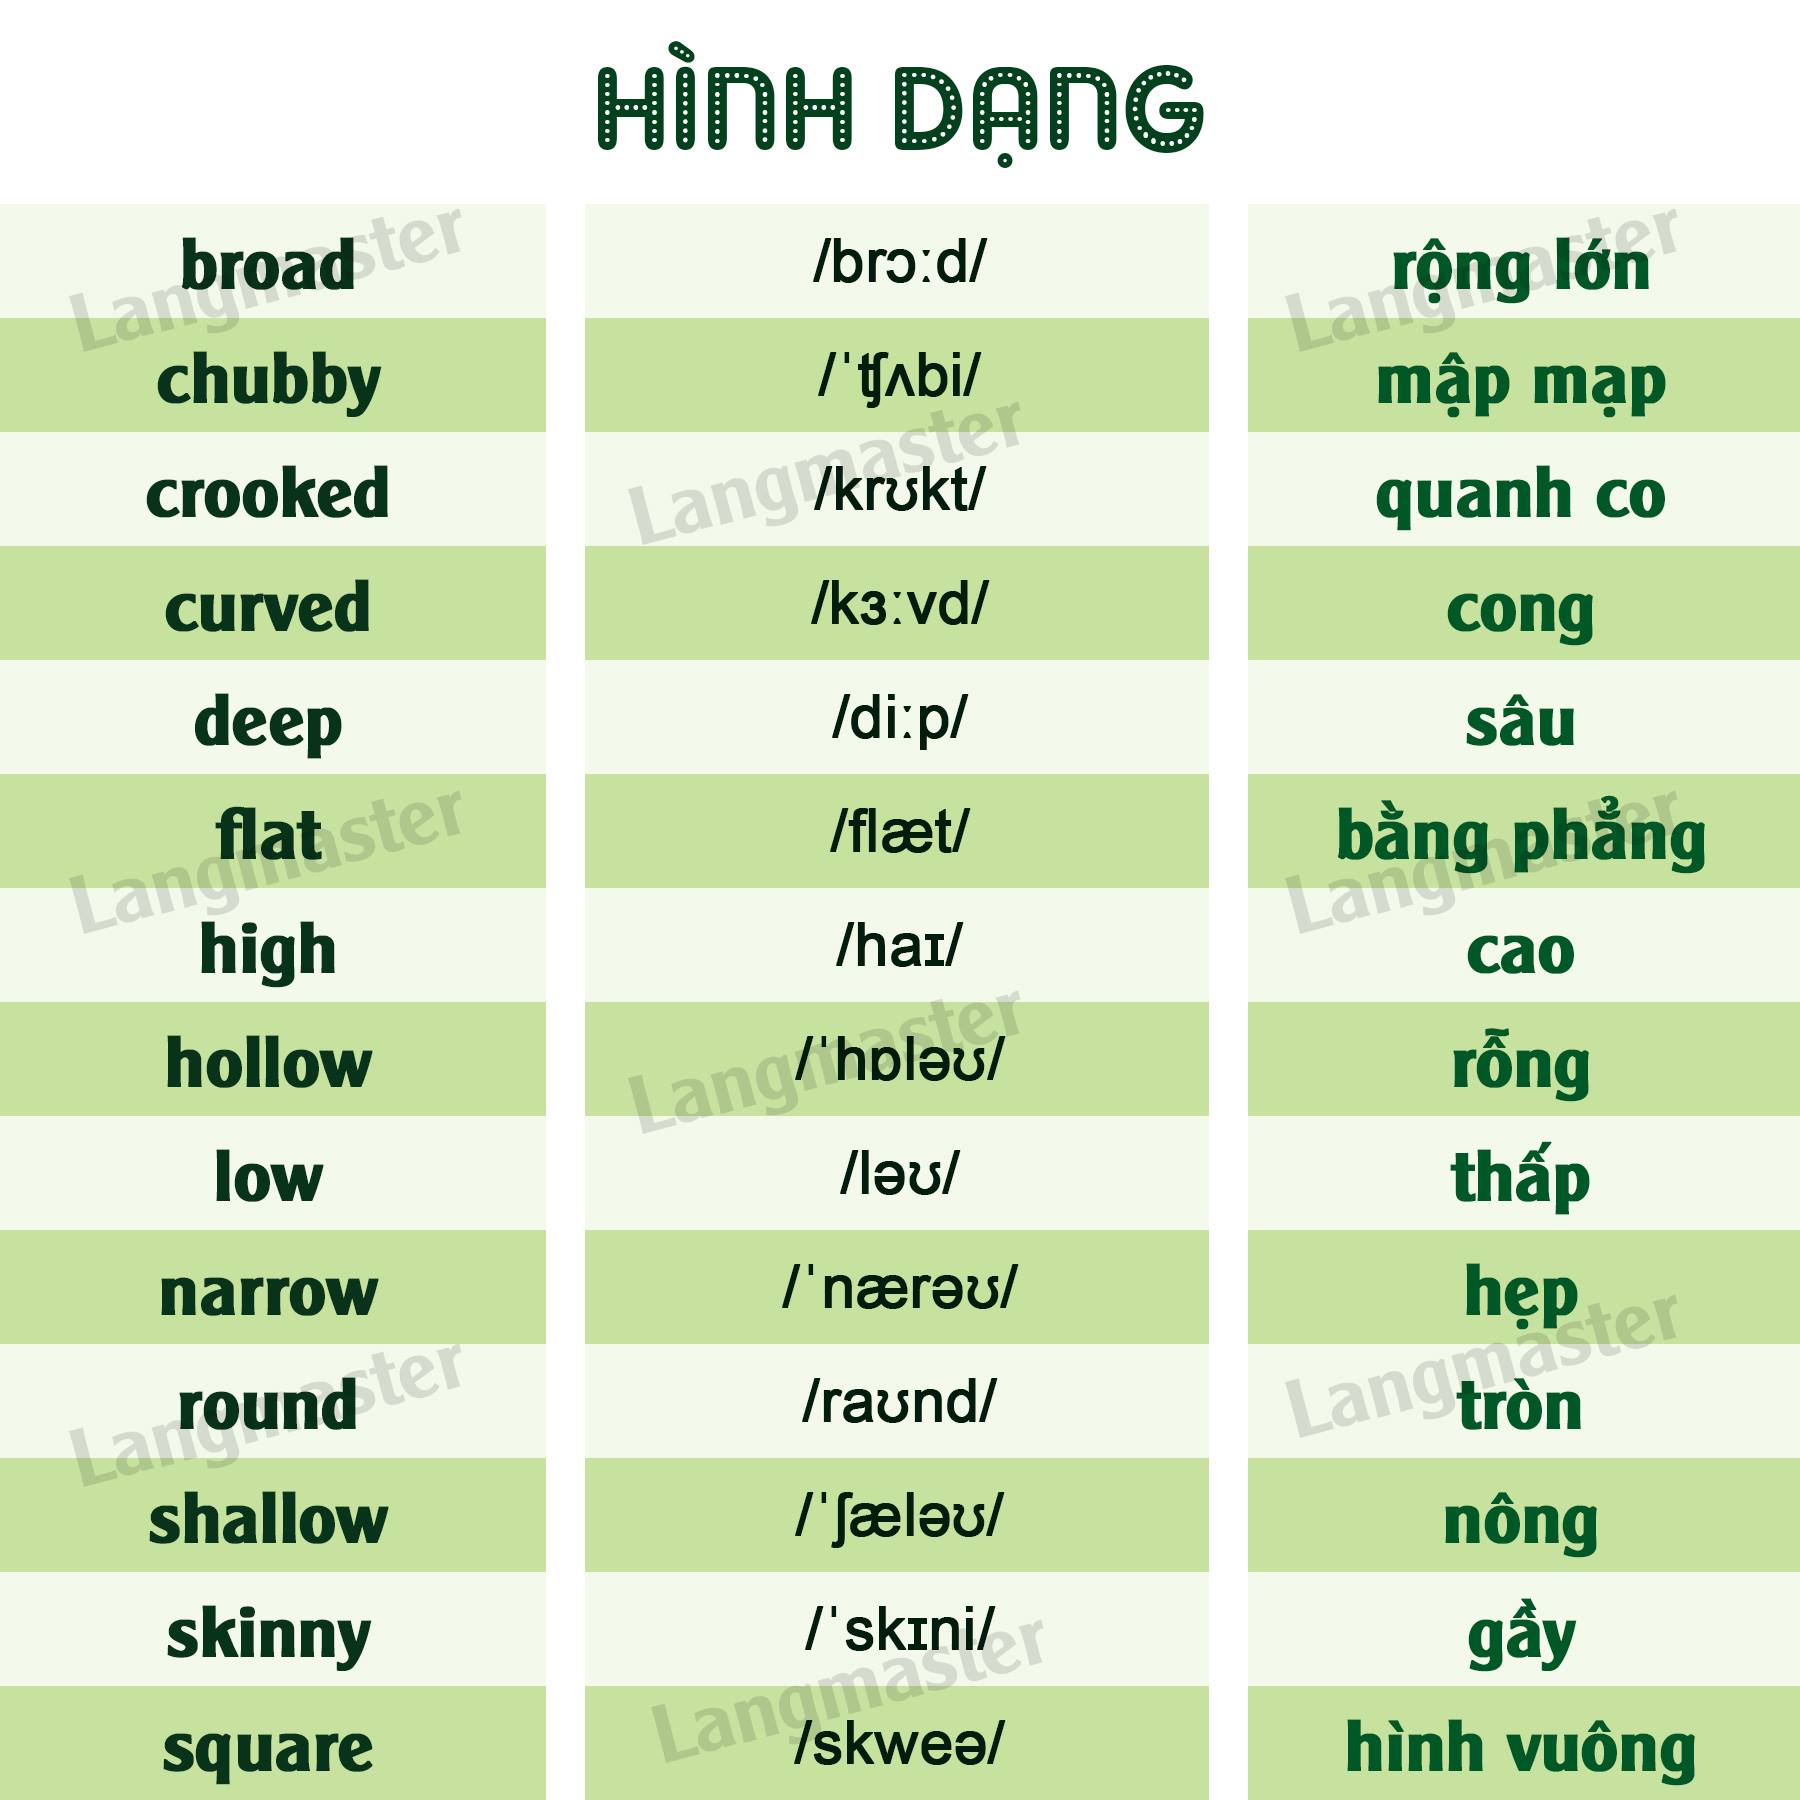 HÌNH DẠNG
broad /brɔːd/ rộng lớn
chubby /ˈʧʌbi/ mập mạp
crooked /krʊkt/ quanh co
curved /kɜːvd/ cong
deep /diːp/ sâu
flat /flæt/ bằng phẳng
high /haɪ/ cao
hollow /ˈhɒləʊ/ rỗng
low /ləʊ/ thấp
narrow /ˈnærəʊ/ hẹp
round /raʊnd/ tròn
shallow /ˈʃæləʊ/ nông
skinny /ˈskɪni/ gầy
square /skweə/ hình vuông
Langmaster
Langmaster
Langmaster
Langmaster
Langmaster
Langmaster
Langmaster
Langmaster
Langmaster